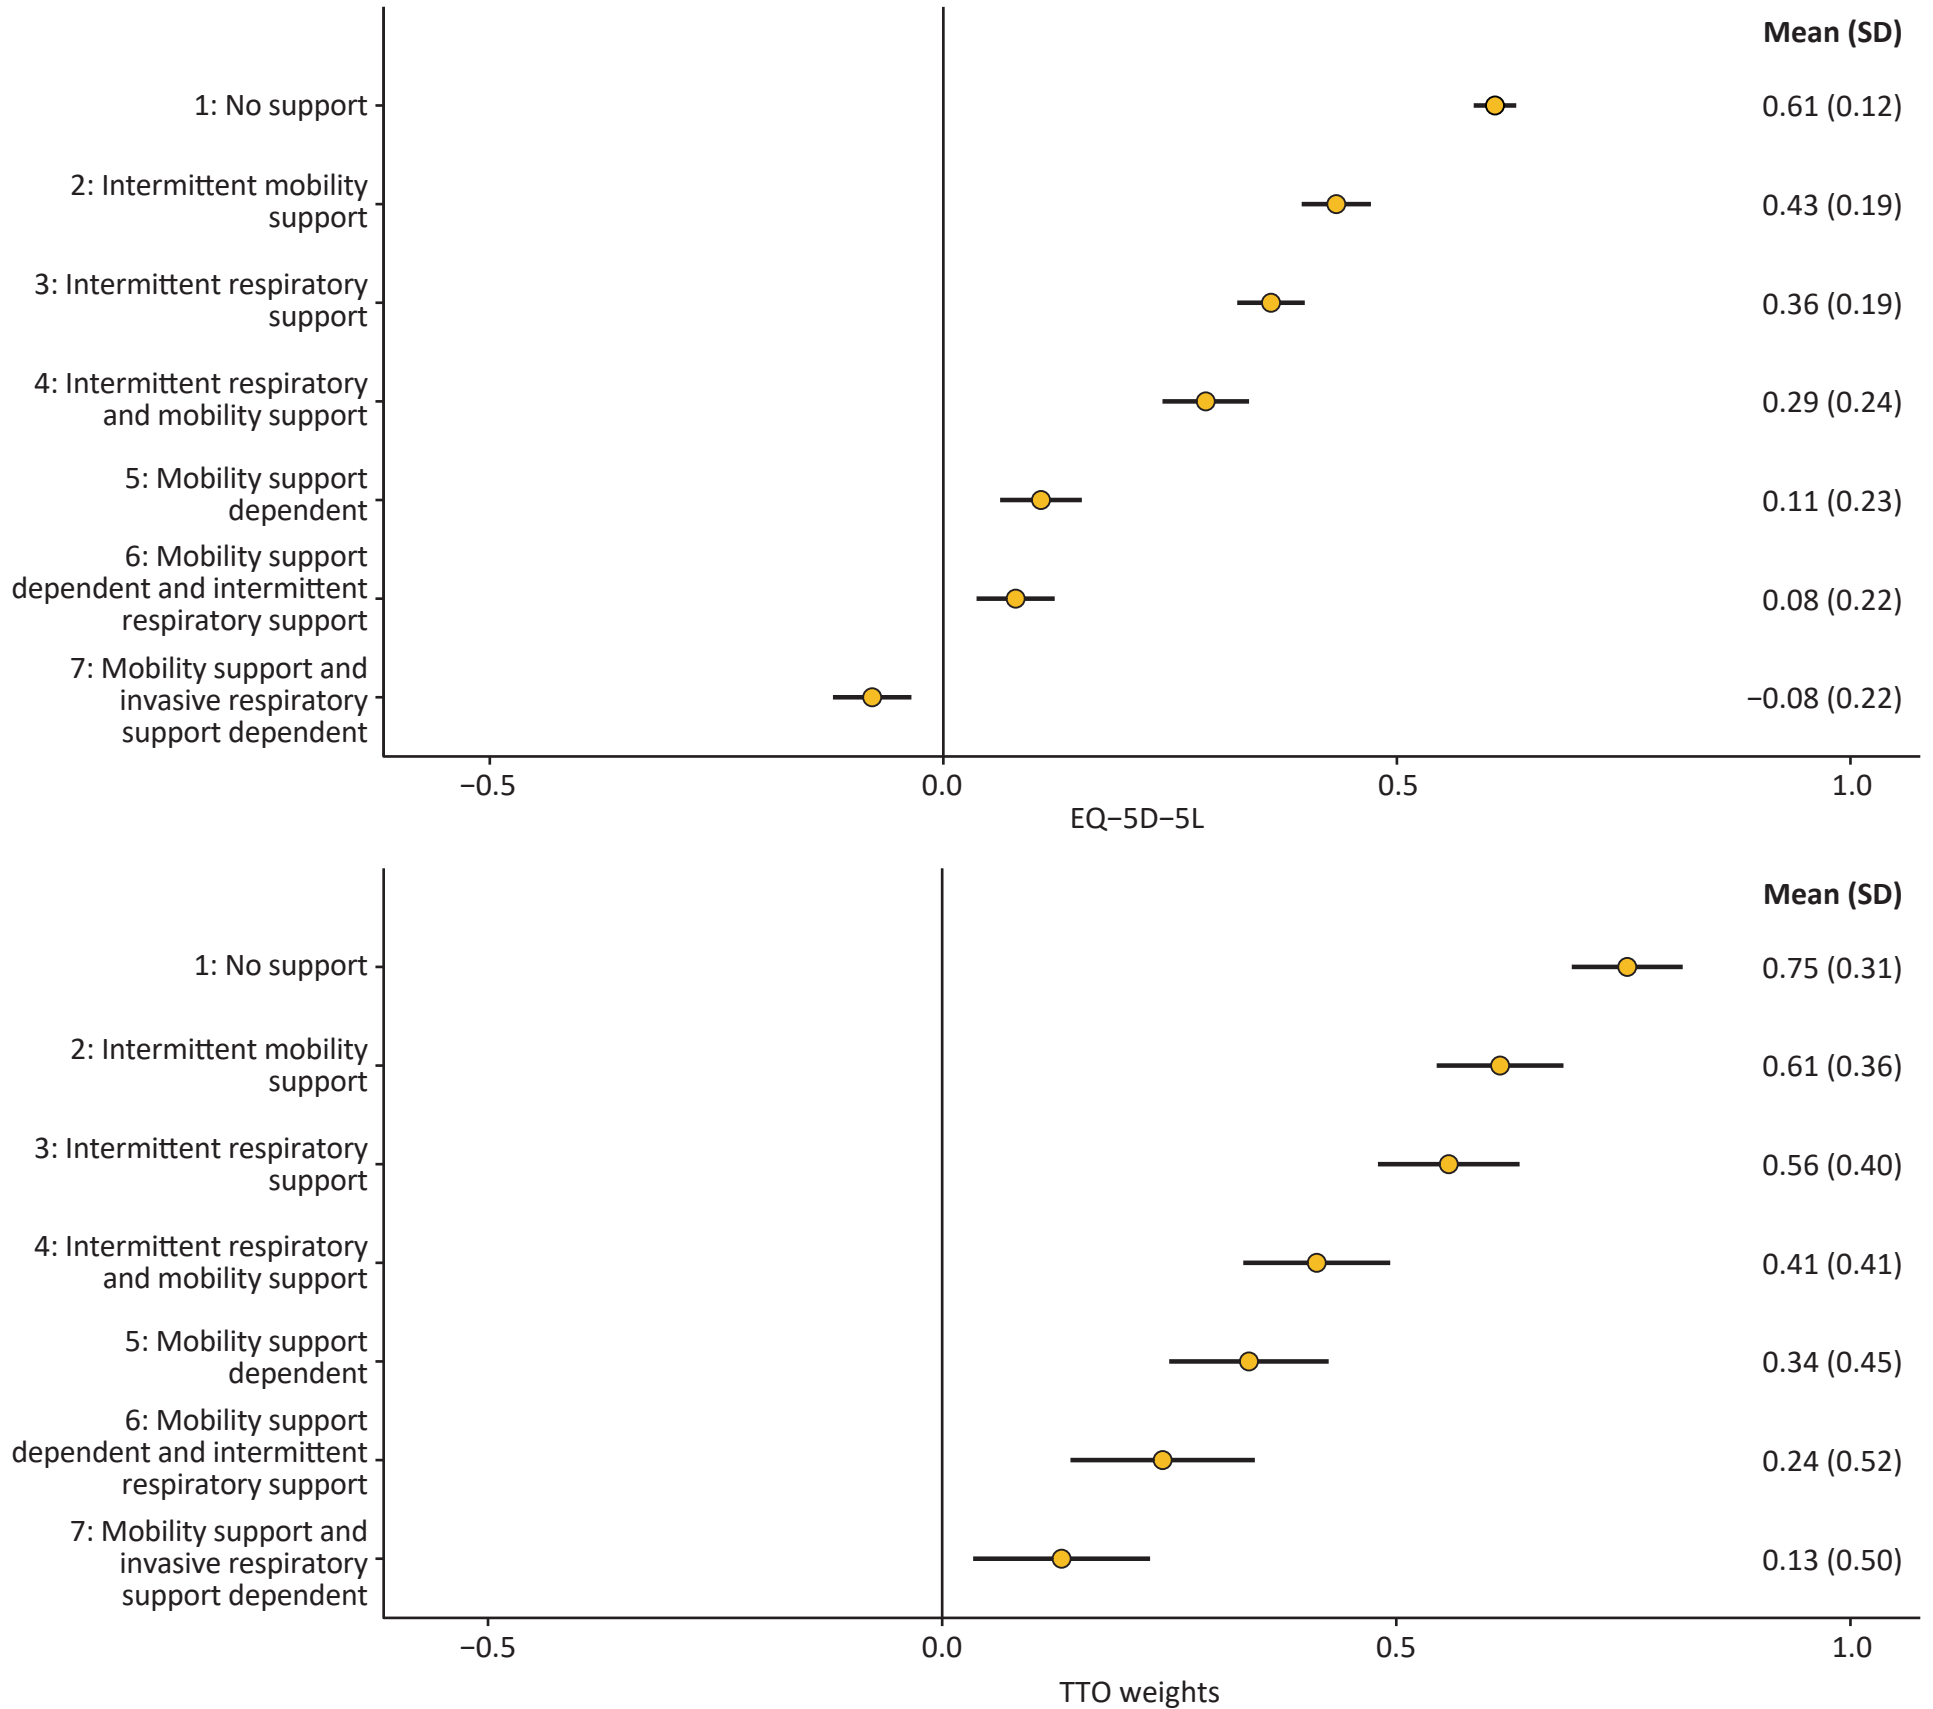 Mean (SD)
1: No support
0.61 (0.12)
2: Intermittent mobility
support
0.43 (0.19)
3: Intermittent respiratory
support
0.36 (0.19)
4: Intermittent respiratory
and mobility support
0.29 (0.24)
5: Mobility support
dependent
0.11 (0.23)
6: Mobility support
dependent and intermittent
respiratory support
0.08 (0.22)
7: Mobility support and
invasive respiratory
support dependent
−0.08 (0.22)
−0.5 0.0 0.5 1.0
EQ−5D−5L
Mean (SD)
1: No support
0.75 (0.31)
2: Intermittent mobility
support
0.61 (0.36)
3: Intermittent respiratory
support
0.56 (0.40)
4: Intermittent respiratory
and mobility support
0.41 (0.41)
5: Mobility support
dependent
0.34 (0.45)
6: Mobility support
dependent and intermittent
respiratory support
0.24 (0.52)
7: Mobility support and
invasive respiratory
support dependent
0.13 (0.50)
−0.5 0.0 0.5 1.0
TTO weights